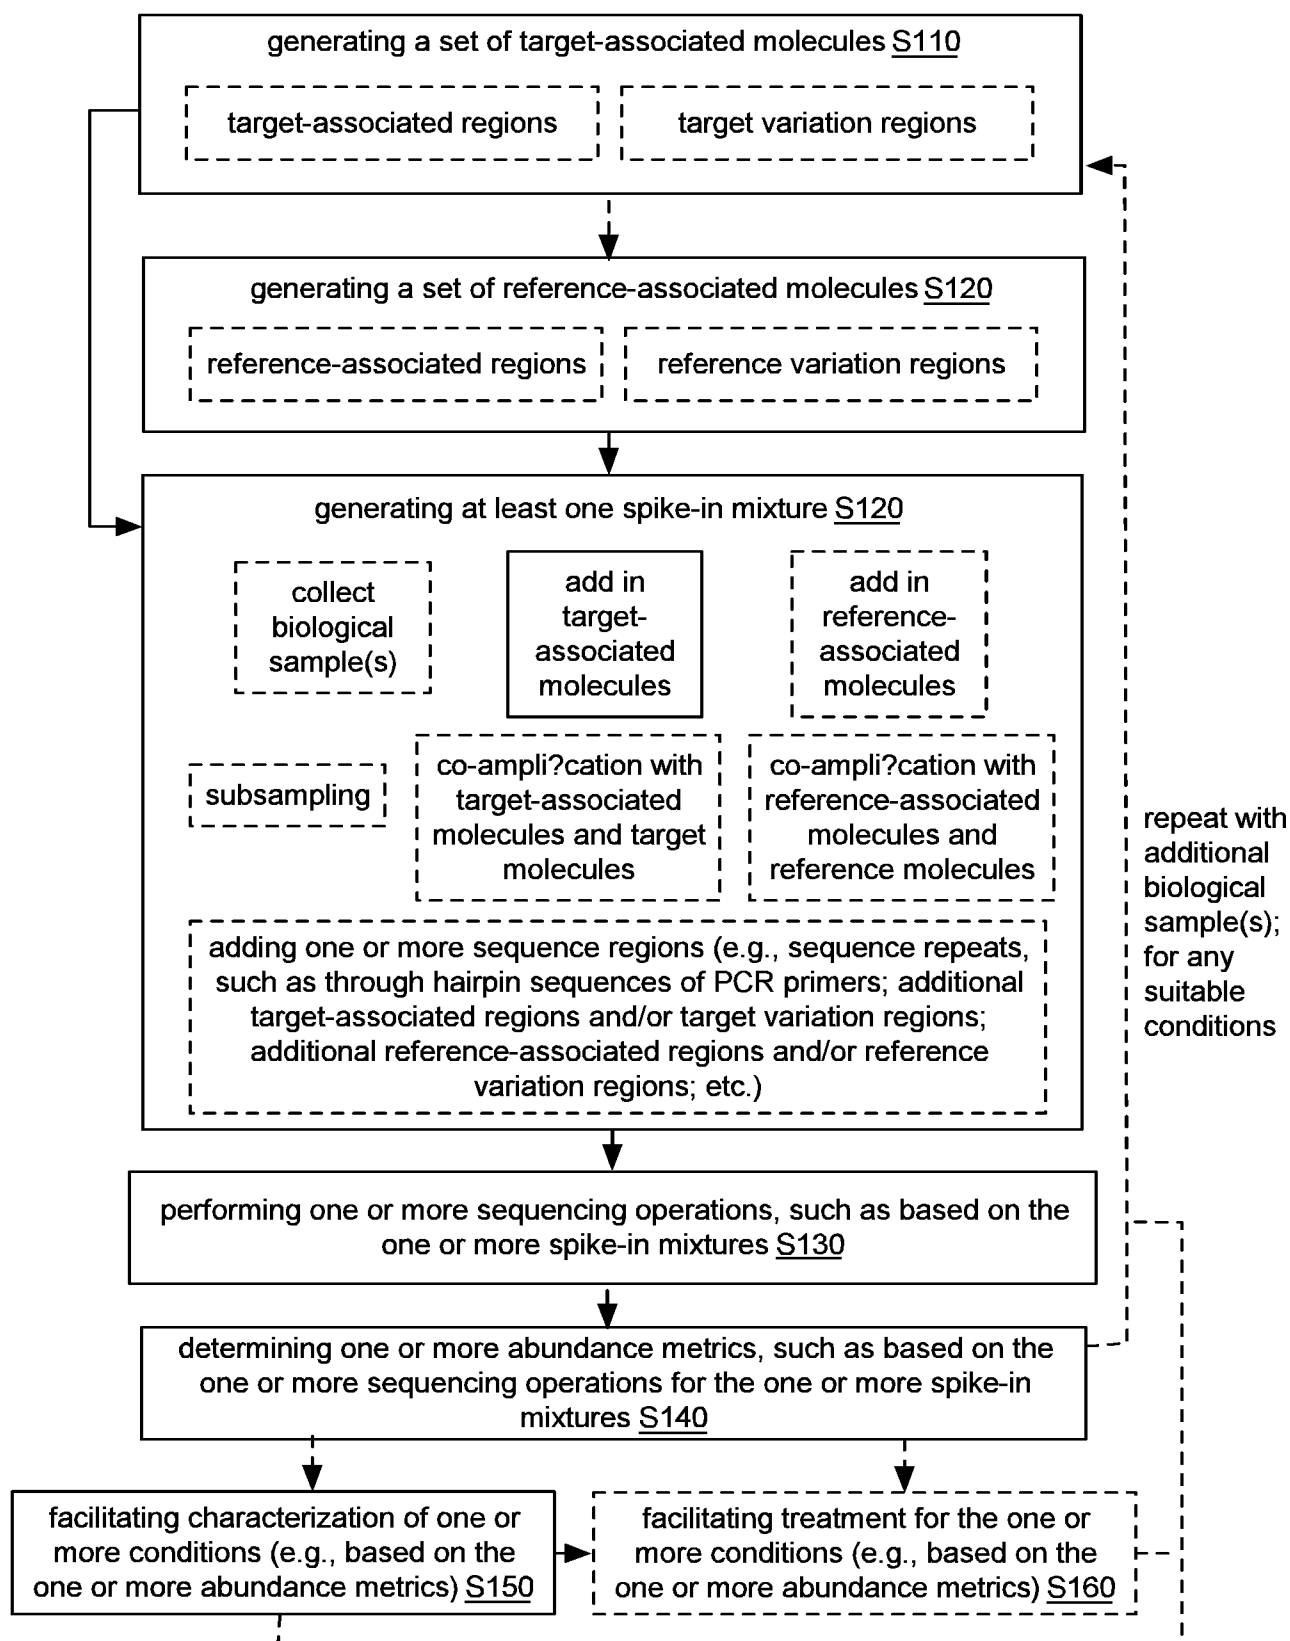 generating a set of target-associated molecules S110
target-associated regions
target variation regions
generating a set of reference-associated molecules S120
reference-associated regions
reference variation regions
generating at least one spike-in mixture S120
collect
biological
sample(s)
add in
target-
associated
molecules
add in
reference-
associated
molecules
subsampling
co-ampli?cation with
target-associated
molecules and target
molecules
co-ampli?cation with
reference-associated
molecules and
reference molecules
adding one or more sequence regions (e.g., sequence repeats,
such as through hairpin sequences of PCR primers; additional
target-associated regions and/or target variation regions;
additional reference-associated regions and/or reference
variation regions; etc.)
repeat with
additional
biological
sample(s);
for any
suitable
conditions
performing one or more sequencing operations, such as based on the
one or more spike-in mixtures S130
determining one or more abundance metrics, such as based on the
one or more sequencing operations for the one or more spike-in
mixtures S140
facilitating characterization of one or
more conditions (e.g., based on the
one or more abundance metrics) S150
facilitating treatment for the one or
more conditions (e.g., based on the
one or more abundance metrics) S160